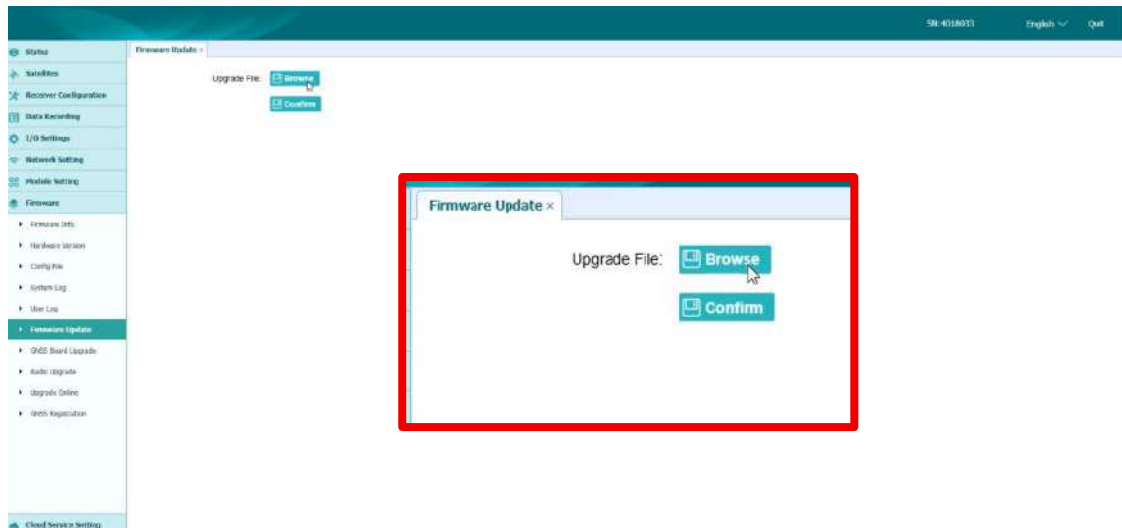 SN:4018033 English Quit
Status
Satellites
Receiver Configuration
Data Recording
I/O Settings
Network Setting
Module Setting
Firmware
Firmware Info
Hardware Version
Config File
System Log
User Log
Firmware Update
GNSS Board Upgrade
Radio Upgrade
Upgrade Online
GNSS Registration
Cloud Service Setting
Firmware Update ×
Upgrade File: Browse
Confirm
Firmware Update ×
Upgrade File: Browse
Confirm